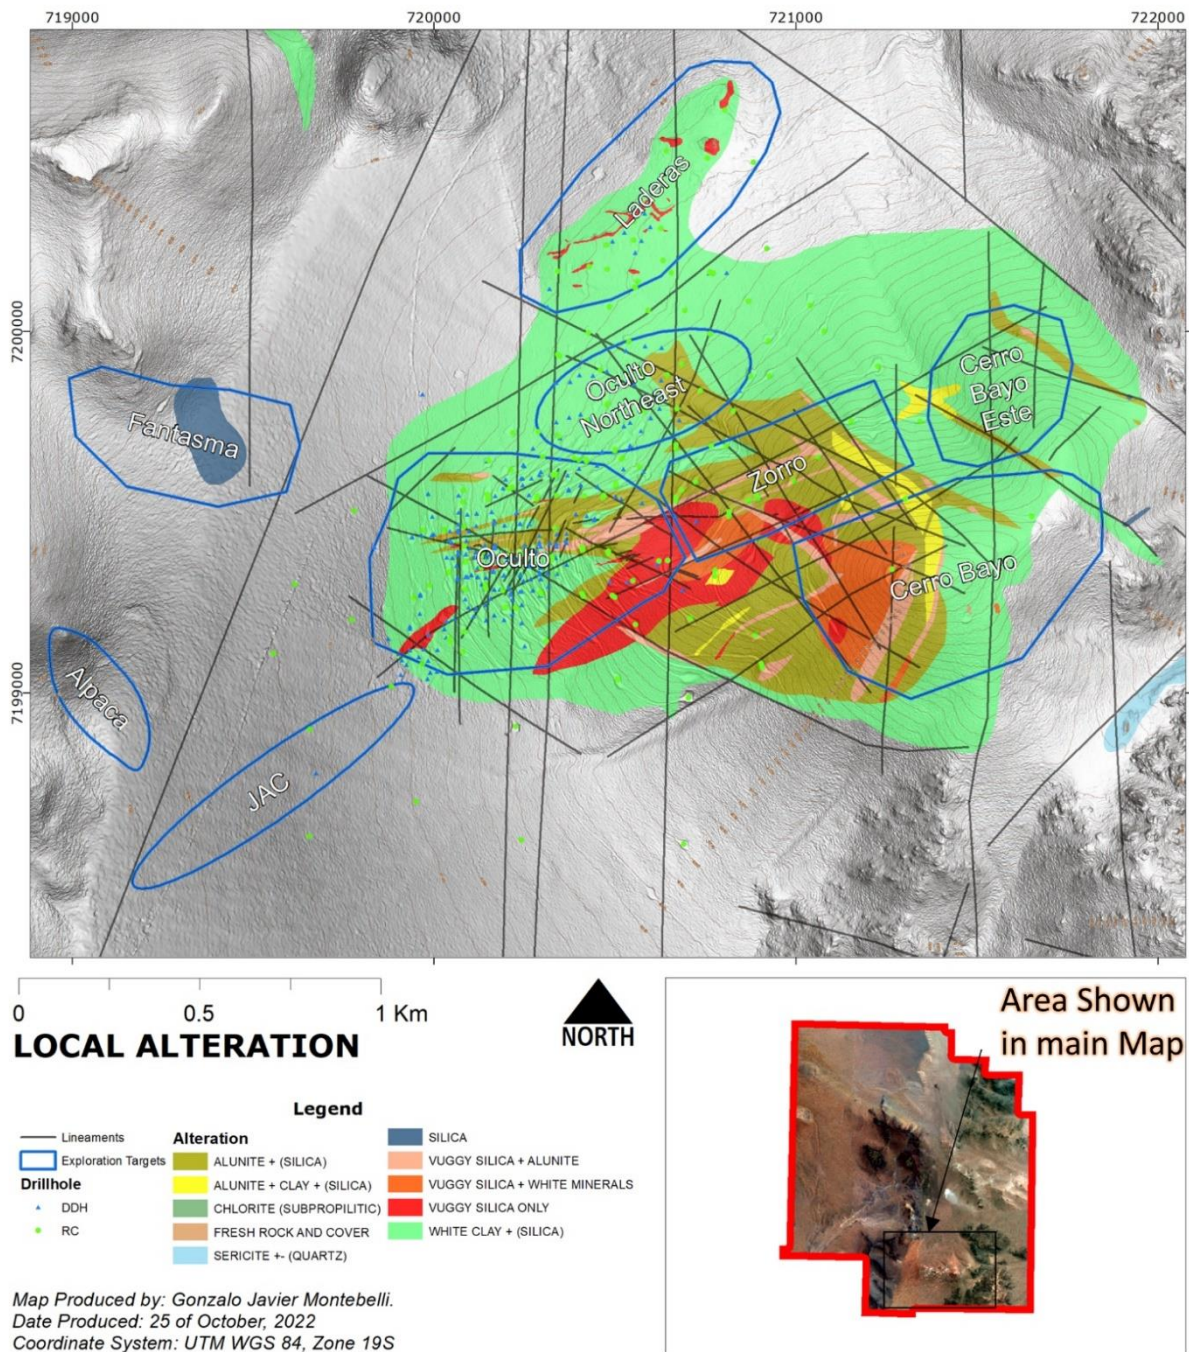 719000
720000
721000
722000
7200000
7199000
Laderas
Oculto
Northeast
Cerro
Bayo
Este
Fantasma
Zorro
Oculto
Cerro Bayo
Alpaca
JAC
0
0.5
1 Km
LOCAL ALTERATION
NORTH
Area Shown
in main Map
Legend
Lineaments
Exploration Targets
Drillhole
DDH
RC
Alteration
ALUNITE + (SILICA)
ALUNITE + CLAY + (SILICA)
CHLORITE (SUBPROPILITIC)
FRESH ROCK AND COVER
SERICITE +- (QUARTZ)
SILICA
VUGGY SILICA + ALUNITE
VUGGY SILICA + WHITE MINERALS
VUGGY SILICA ONLY
WHITE CLAY + (SILICA)
Map Produced by: Gonzalo Javier Montebelli.
Date Produced: 25 of October, 2022
Coordinate System: UTM WGS 84, Zone 19S